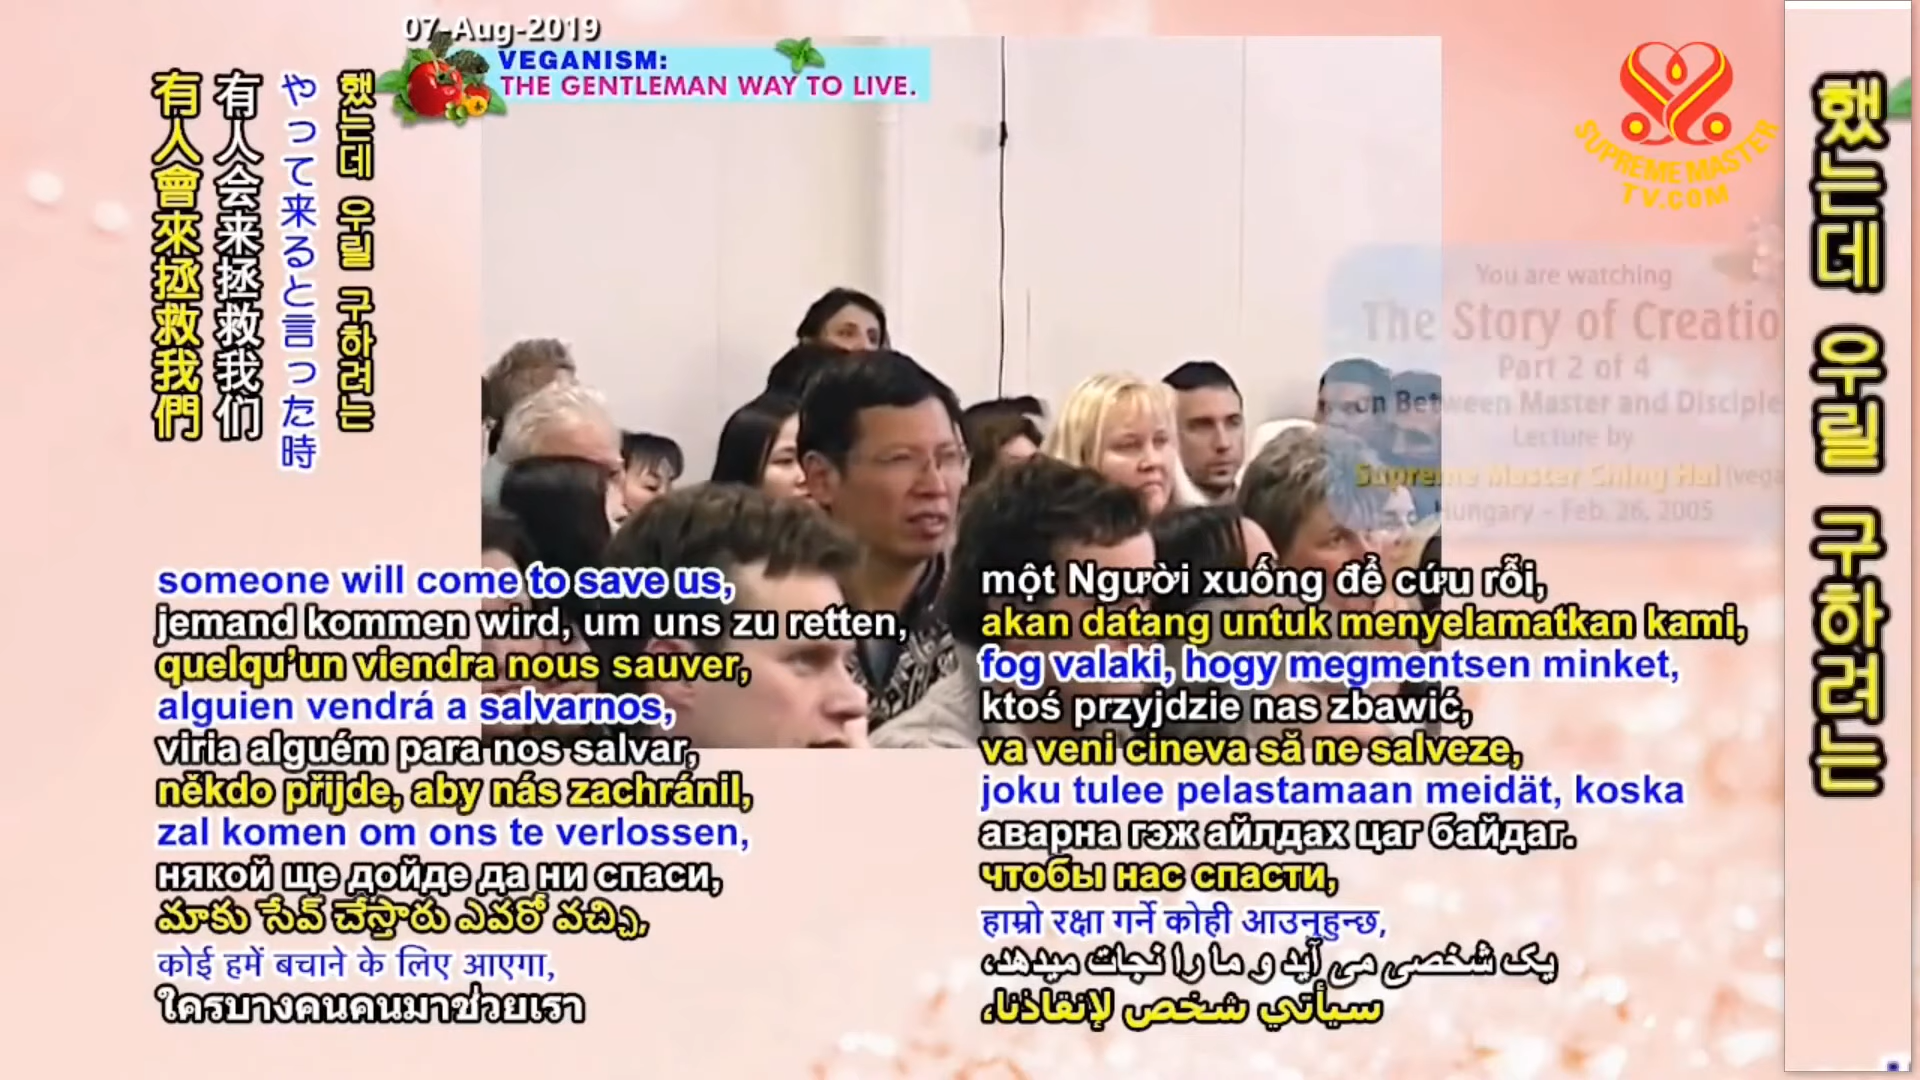 07-Aug-2019
VEGANISM:
THE GENTLEMAN WAY TO LIVE.
SUPREME MASTER
TV.COM
했는데 우릴 구하려는
やって来ると言った時
有人会来拯救我们
有人會來拯救我們
You are watching
The Story of Creatio
Part 2 of 4
on Between Master and Disciple
Lecture by
Supreme Master Ching Hai (vega
Hungary – Feb. 26, 2005
someone will come to save us,
jemand kommen wird, um uns zu retten,
quelqu’un viendra nous sauver,
alguien vendrá a salvarnos,
viria alguém para nos salvar,
někdo přijde, aby nás zachránil,
zal komen om ons te verlossen,
някой ще дойде да ни спаси,
మాకు సేవ్ చేస్తారు ఎవరో వచ్చి,
कोई हमें बचाने के लिए आएगा,
ใครบางคนคนมาช่วยเรา
một Người xuống để cứu rỗi,
akan datang untuk menyelamatkan kami,
fog valaki, hogy megmentsen minket,
ktoś przyjdzie nas zbawić,
va veni cineva să ne salveze,
joku tulee pelastamaan meidät, koska
аварна гэж айлдах цаг байдаг.
чтобы нас спасти,
हाम्रो रक्षा गर्ने कोही आउनुहुन्छ,
یک شخصی می آید و ما را نجات میدهد،
سيأتي شخص لإنقاذنا،
했는데 우릴 구하려는